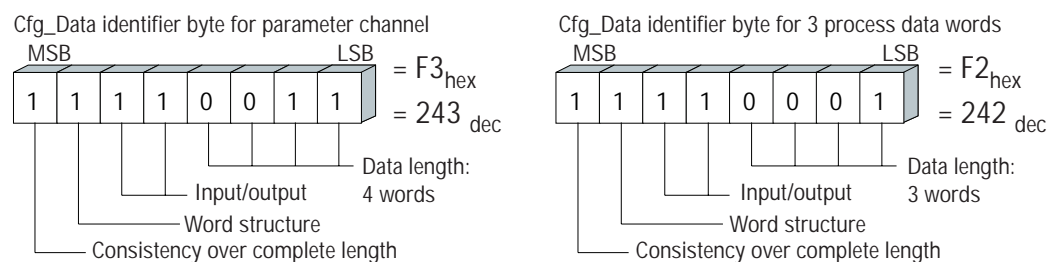 Cfg_Data identifier byte for parameter channel
MSB LSB
1 1 1 1 0 0 1 1
= F3hex
= 243 dec
Data length:
4 words
Input/output
Word structure
Consistency over complete length
Cfg_Data identifier byte for 3 process data words
MSB LSB
1 1 1 1 0 0 0 1
= F2hex
= 242 dec
Data length:
3 words
Input/output
Word structure
Consistency over complete length